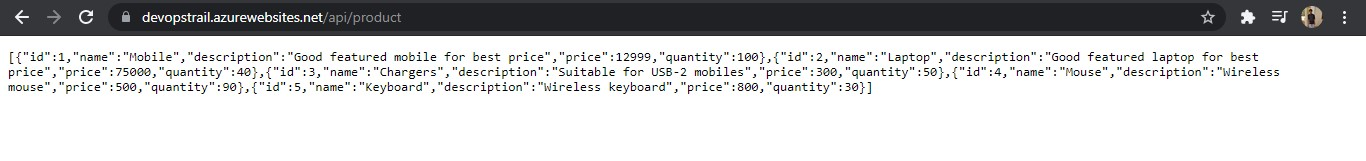 devopstrail.azurewebsites.net/api/product
[{"id":1,"name":"Mobile","description":"Good featured mobile for best price","price":12999,"quantity":100},{"id":2,"name":"Laptop","description":"Good featured laptop for best
price","price":75000,"quantity":40},{"id":3,"name":"Chargers","description":"Suitable for USB-2 mobiles","price":300,"quantity":50},{"id":4,"name":"Mouse","description":"Wireless
mouse","price":500,"quantity":90},{"id":5,"name":"Keyboard","description":"Wireless keyboard","price":800,"quantity":30}]